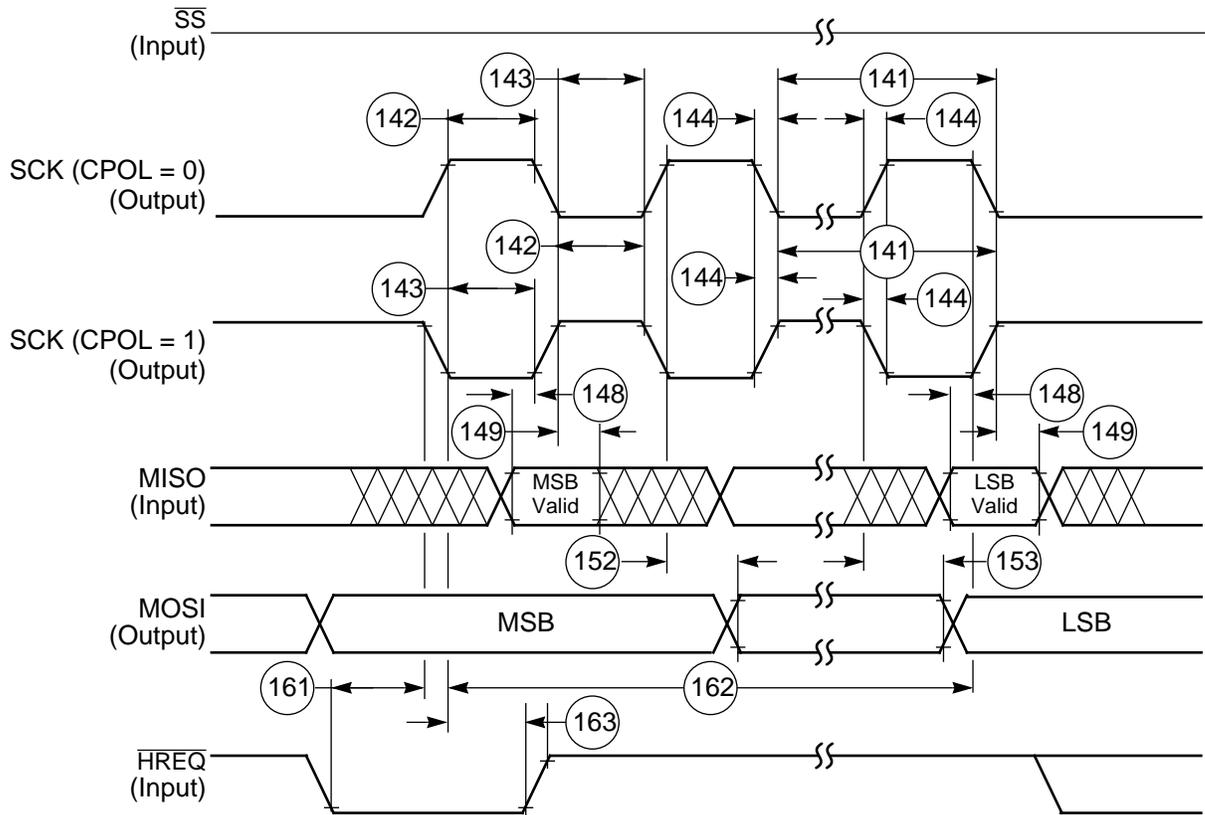 SS
(Input)
143
141
142
144
144
SCK (CPOL = 0)
(Output)
142
141
144
143
144
SCK (CPOL = 1)
(Output)
148
148
149
149
MISO
(Input)
MSB
Valid
LSB
Valid
152
153
MOSI
(Output)
MSB
LSB
161
162
163
HREQ
(Input)